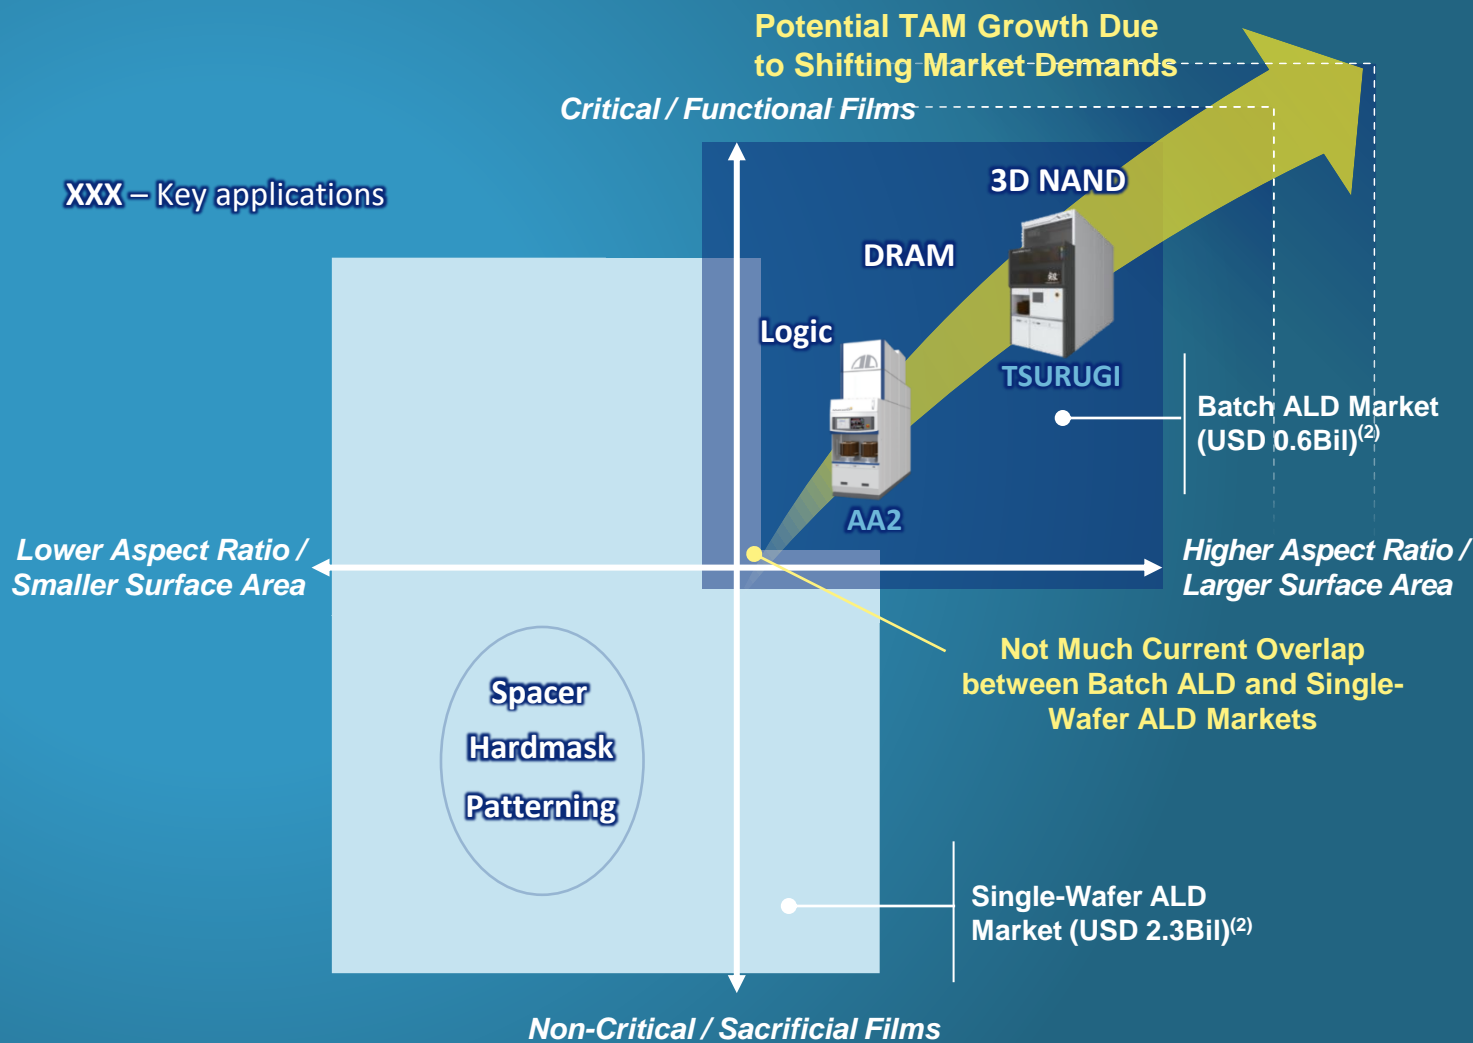 Potential TAM Growth Due
to Shifting Market Demands
Critical / Functional Films
XXX – Key applications
3D NAND
DRAM
Logic
TSURUGI
AA2
Batch ALD Market
(USD 0.6Bil)(2)
Lower Aspect Ratio /
Smaller Surface Area
Higher Aspect Ratio /
Larger Surface Area
Not Much Current Overlap
between Batch ALD and Single-
Wafer ALD Markets
Spacer
Hardmask
Patterning
Single-Wafer ALD
Market (USD 2.3Bil)(2)
Non-Critical / Sacrificial Films